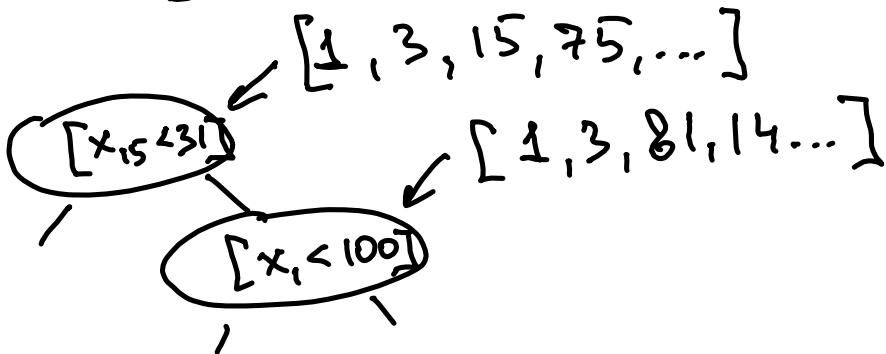 [1, 3, 15, 75, ...]
[x₁₅ < 31]
[1, 3, 81, 14...]
[x₁ < 100]